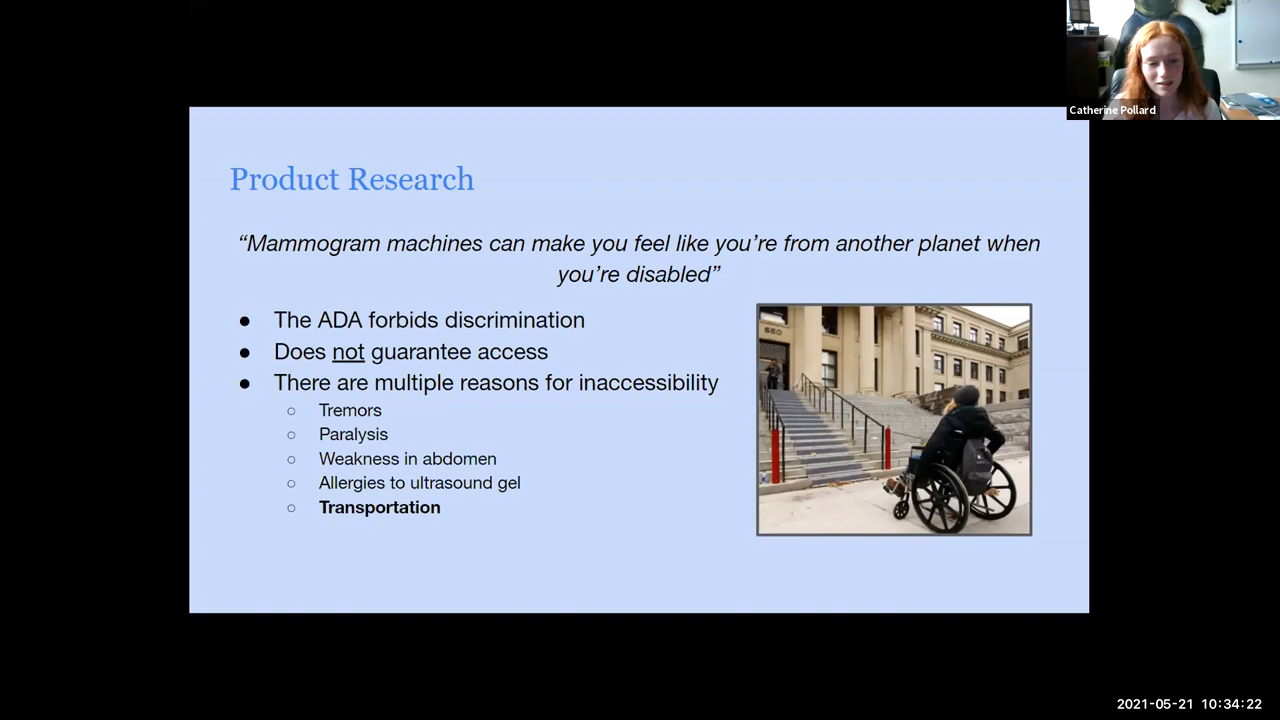 Catherine Pollard
Product Research
“Mammogram machines can make you feel like you’re from another planet when
you’re disabled”
● The ADA forbids discrimination
● Does not guarantee access
● There are multiple reasons for inaccessibility
○ Tremors
○ Paralysis
○ Weakness in abdomen
○ Allergies to ultrasound gel
○ Transportation
550
2021-05-21 10:34:22